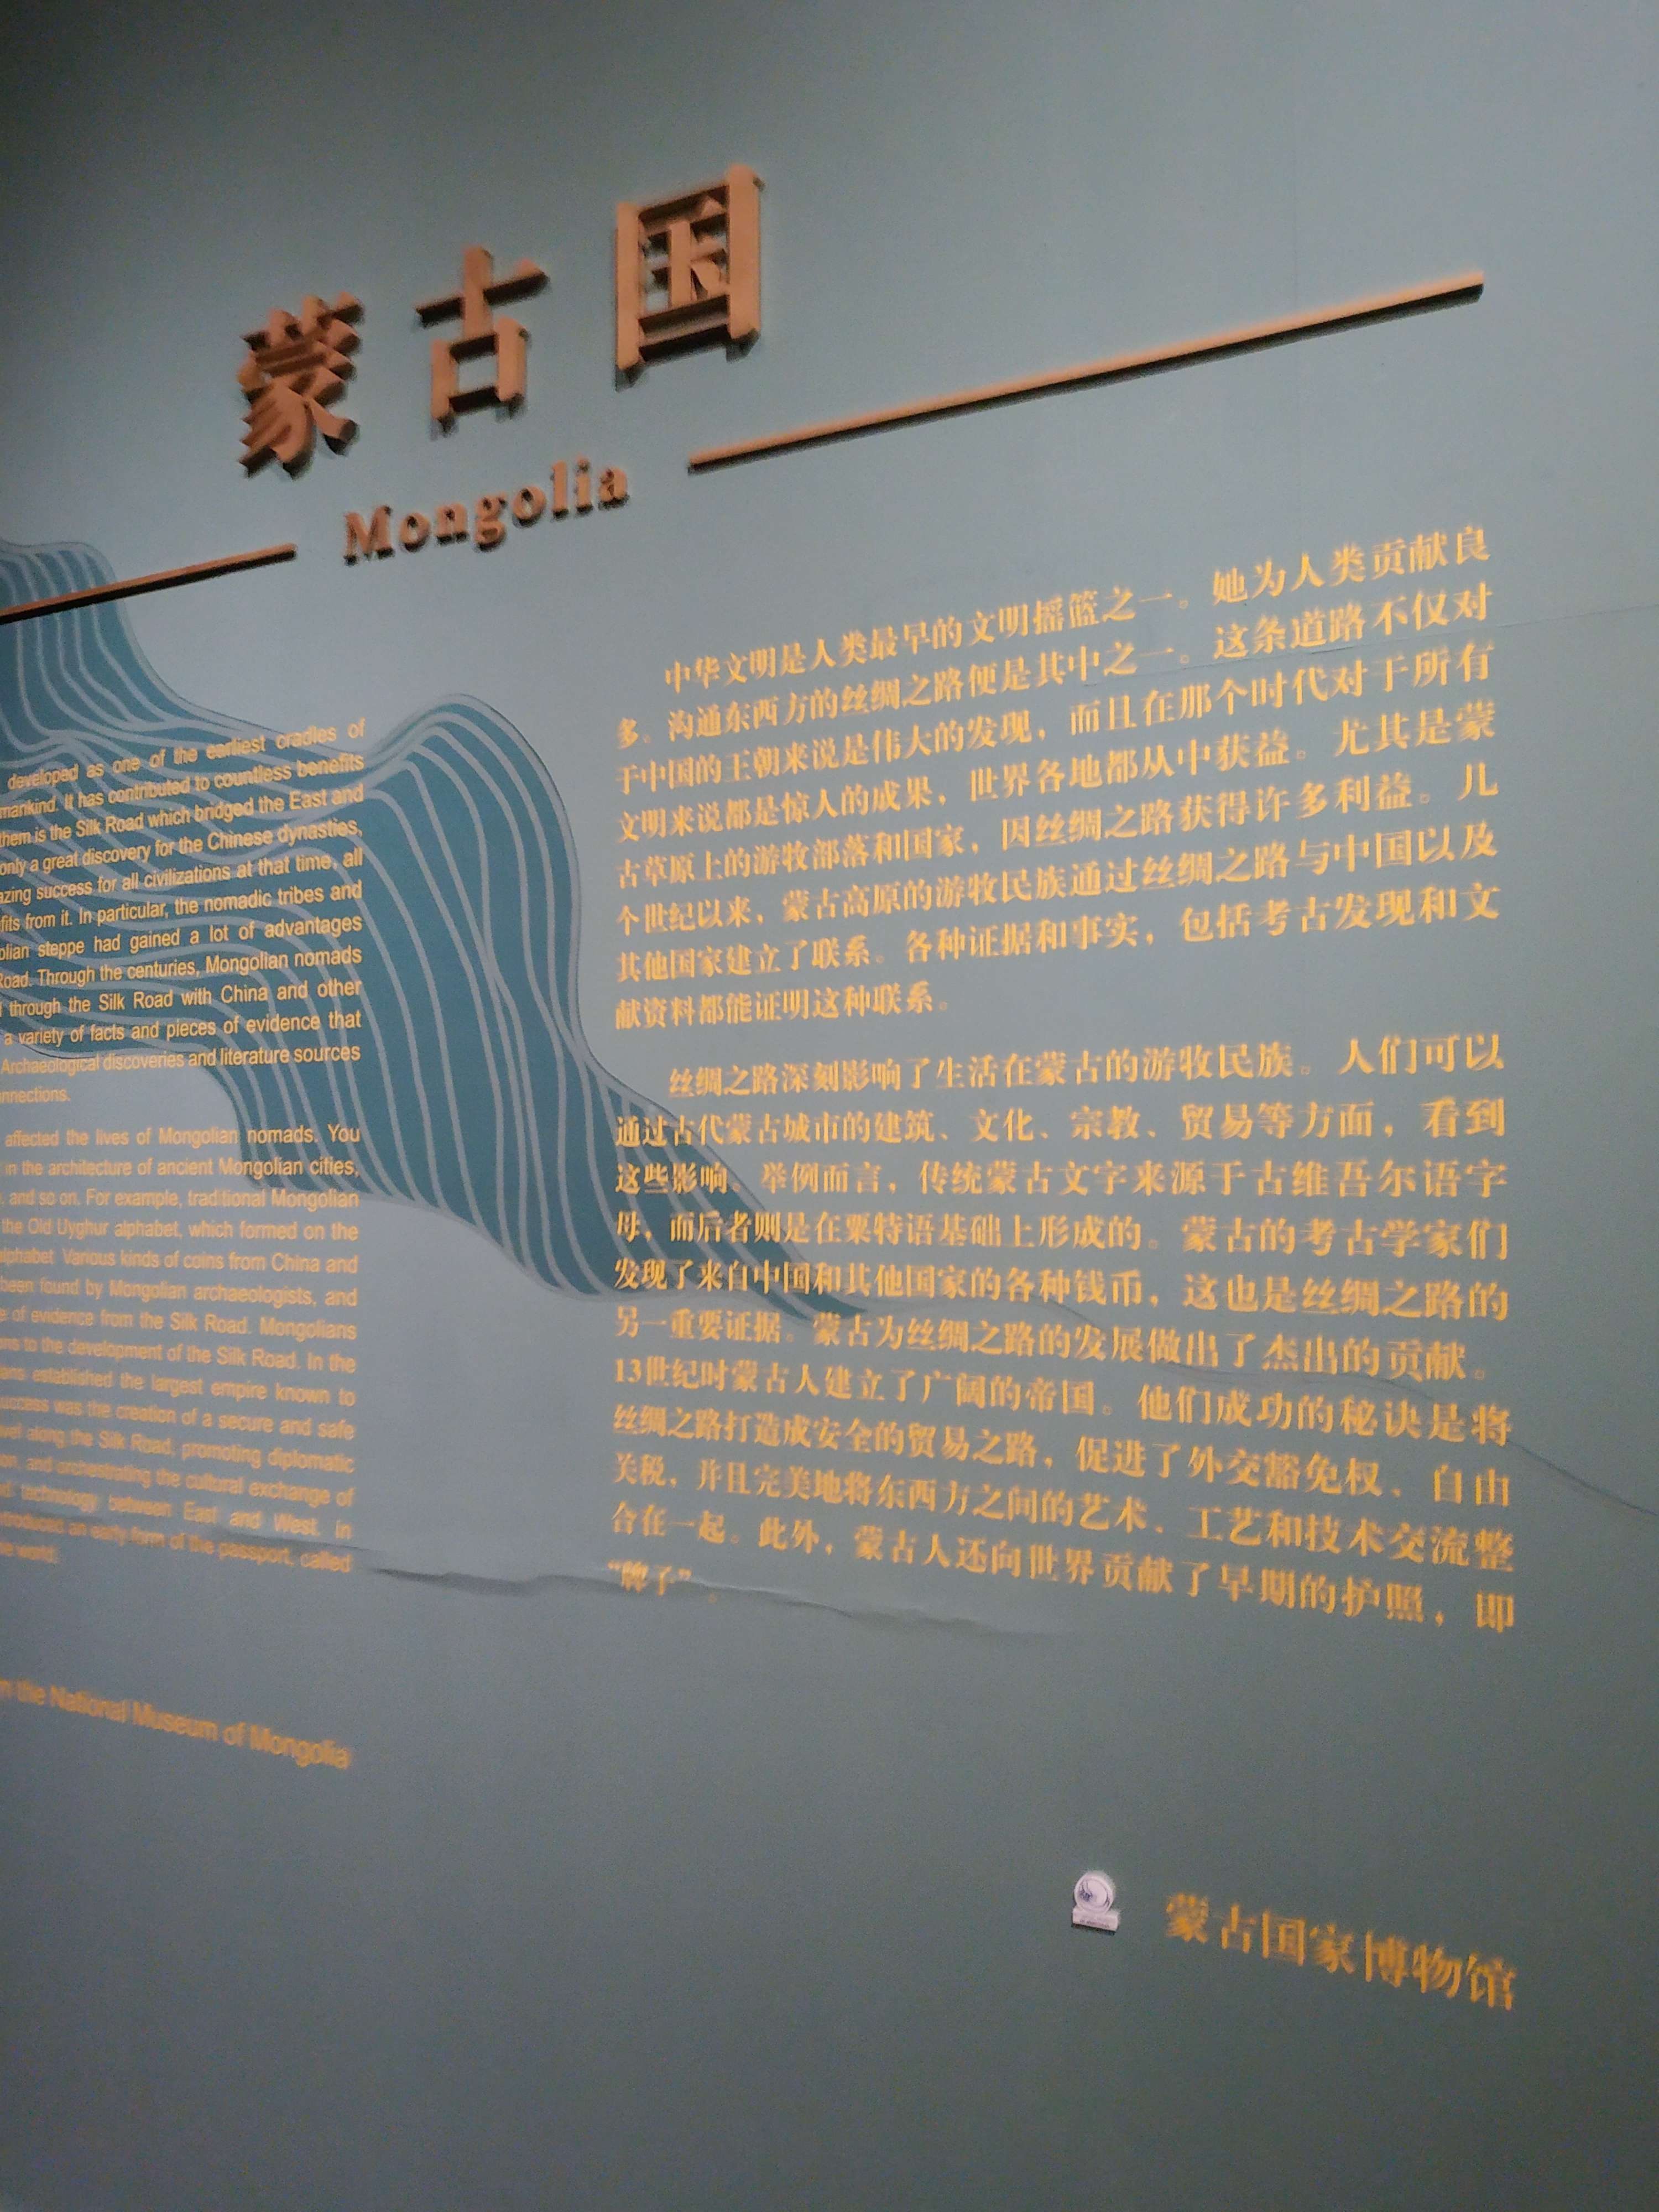 蒙古国
Mongolia
developed as one of the earliest cradles of
mankind. It has contributed to countless benefits
them is the Silk Road which bridged the East and
only a great discovery for the Chinese dynasties,
azing success for all civilizations at that time, all
fits from it. In particular, the nomadic tribes and
olian steppe had gained a lot of advantages
Road. Through the centuries, Mongolian nomads
through the Silk Road with China and other
a variety of facts and pieces of evidence that
Archaeological discoveries and literature sources
nnections.
affected the lives of Mongolian nomads. You
in the architecture of ancient Mongolian cities,
, and so on. For example, traditional Mongolian
the Old Uyghur alphabet, which formed on the
alphabet. Various kinds of coins from China and
been found by Mongolian archaeologists, and
e of evidence from the Silk Road. Mongolians
ons to the development of the Silk Road. In the
ans established the largest empire known to
uccess was the creation of a secure and safe
vel along the Silk Road, promoting diplomatic
on, and orchestrating the cultural exchange of
nd technology between East and West. In
ntroduced an early form of the passport, called
he world.
the National Museum of Mongolia
中华文明是人类最早的文明摇篮之一。她为人类贡献良
多。沟通东西方的丝绸之路便是其中之一。这条道路不仅对
于中国的王朝来说是伟大的发现，而且在那个时代对于所有
文明来说都是惊人的成果，世界各地都从中获益。尤其是蒙
古草原上的游牧部落和国家，因丝绸之路获得许多利益。几
个世纪以来，蒙古高原的游牧民族通过丝绸之路与中国以及
其他国家建立了联系。各种证据和事实，包括考古发现和文
献资料都能证明这种联系。
丝绸之路深刻影响了生活在蒙古的游牧民族。人们可以
通过古代蒙古城市的建筑、文化、宗教、贸易等方面，看到
这些影响。举例而言，传统蒙古文字来源于古维吾尔语字
母，而后者则是在粟特语基础上形成的。蒙古的考古学家们
发现了来自中国和其他国家的各种钱币，这也是丝绸之路的
另一重要证据。蒙古为丝绸之路的发展做出了杰出的贡献。
13世纪时蒙古人建立了广阔的帝国。他们成功的秘诀是将
丝绸之路打造成安全的贸易之路，促进了外交豁免权、自由
关税，并且完美地将东西方之间的艺术、工艺和技术交流整
合在一起。此外，蒙古人还向世界贡献了早期的护照，即
“牌子”。
蒙古国家博物馆